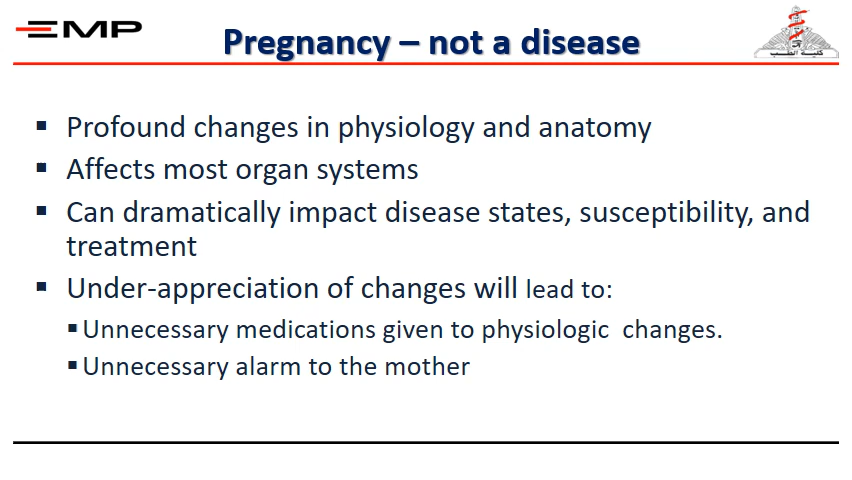 EMP
Pregnancy – not a disease
كلية الطب
▪ Profound changes in physiology and anatomy
▪ Affects most organ systems
▪ Can dramatically impact disease states, susceptibility, and
treatment
▪ Under-appreciation of changes will lead to:
▪ Unnecessary medications given to physiologic changes.
▪ Unnecessary alarm to the mother